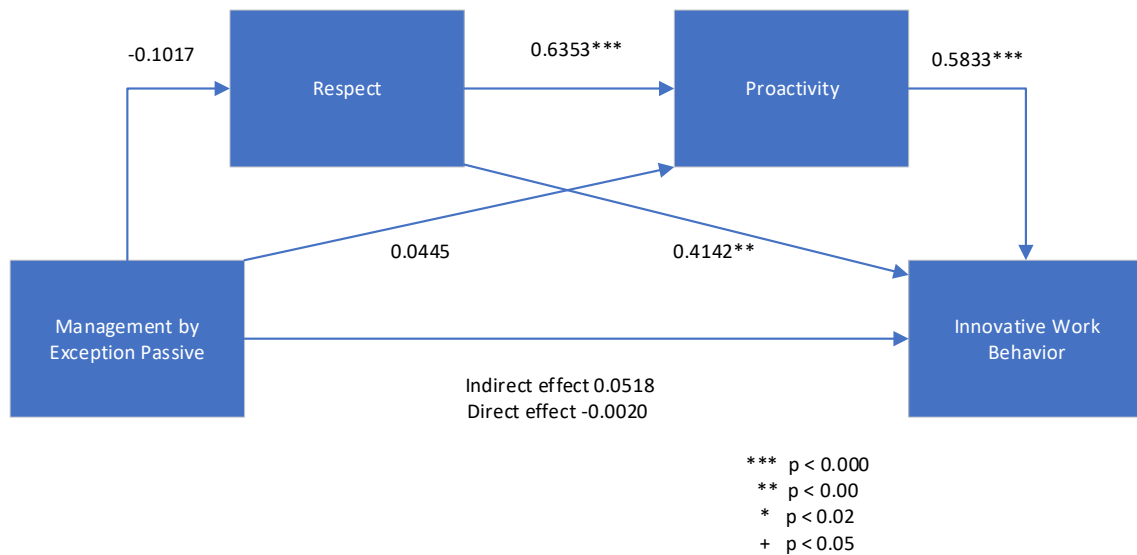 -0.1017
Respect
0.6353***
Proactivity
0.5833***
0.0445
0.4142**
Management by
Exception Passive
Innovative Work
Behavior
Indirect effect 0.0518
Direct effect -0.0020
*** p < 0.000
** p < 0.00
* p < 0.02
+ p < 0.05